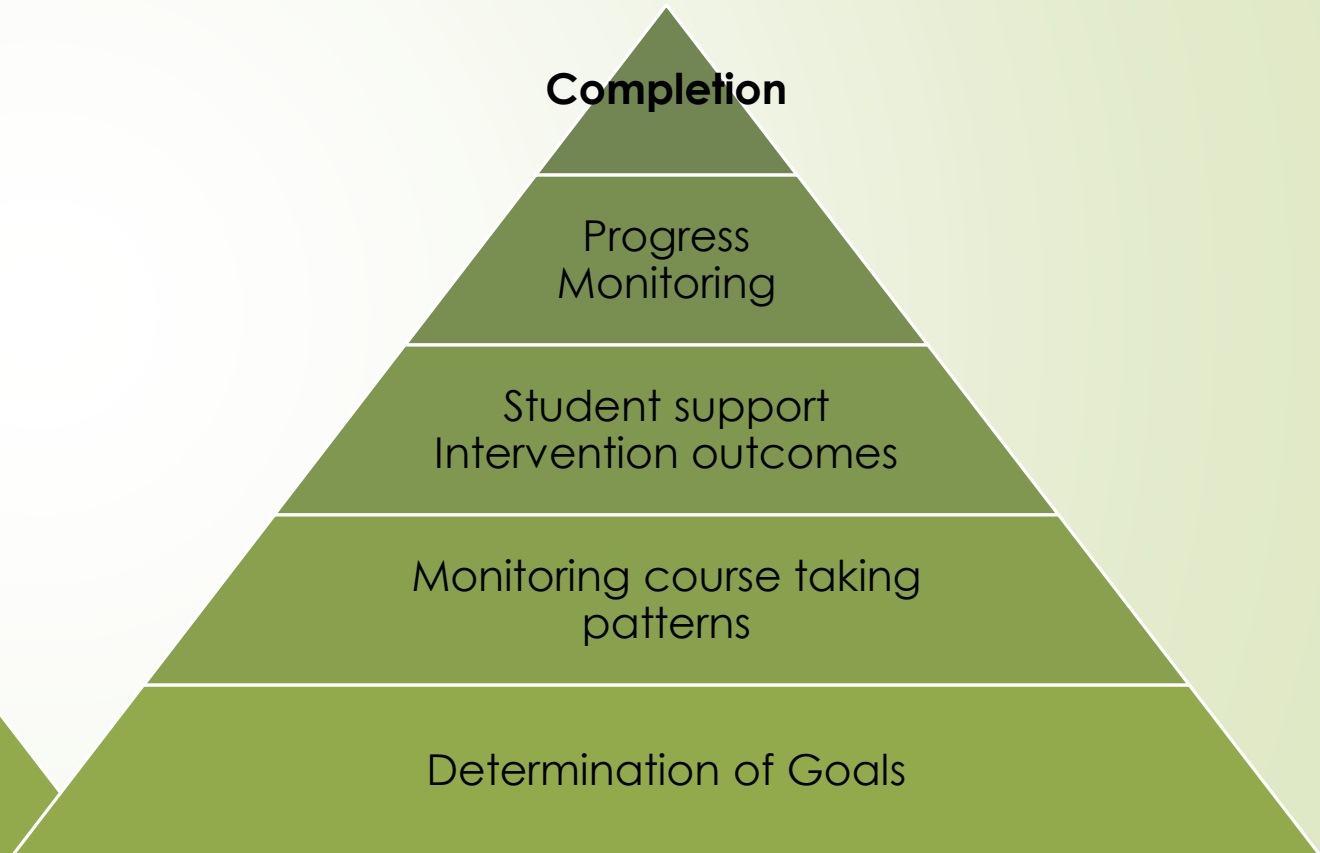 Completion
Progress
Monitoring
Student support
Intervention outcomes
Monitoring course taking
patterns
Determination of Goals